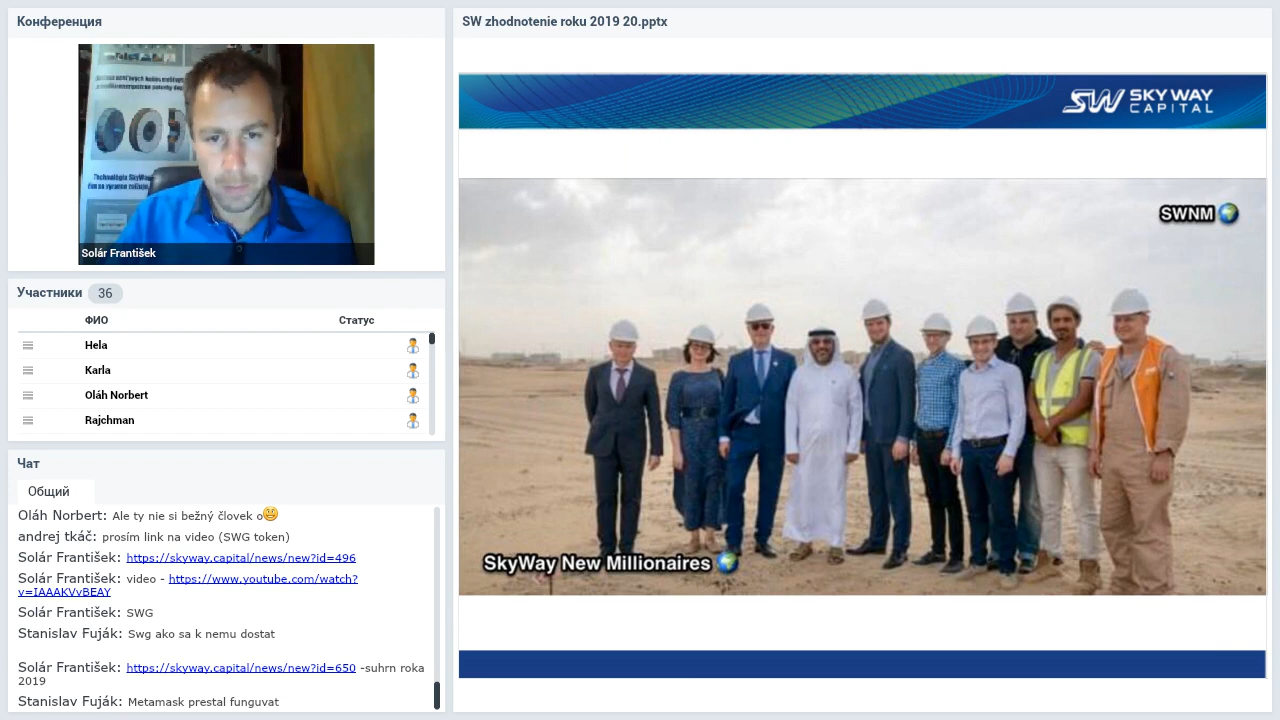 Конференция
Technológia SkyWay
Solár František
Участники 36
ФИО Статус
Hela
Karla
Oláh Norbert
Rajchman
Чат
Общий
Oláh Norbert: Ale ty nie si bežný človek o
andrej tkáč: prosím link na video (SWG token)
Solár František: https://skyway.capital/news/new?id=496
Solár František: video - https://www.youtube.com/watch?
v=IAAAKVvBEAY
Solár František: SWG
Stanislav Fuják: Swg ako sa k nemu dostat
Solár František: https://skyway.capital/news/new?id=650 -suhrn roka
2019
Stanislav Fuják: Metamask prestal funguvat
SW zhodnotenie roku 2019 20.pptx
SW SKY WAY
CAPITAL
SWNM
SkyWay New Millionaires